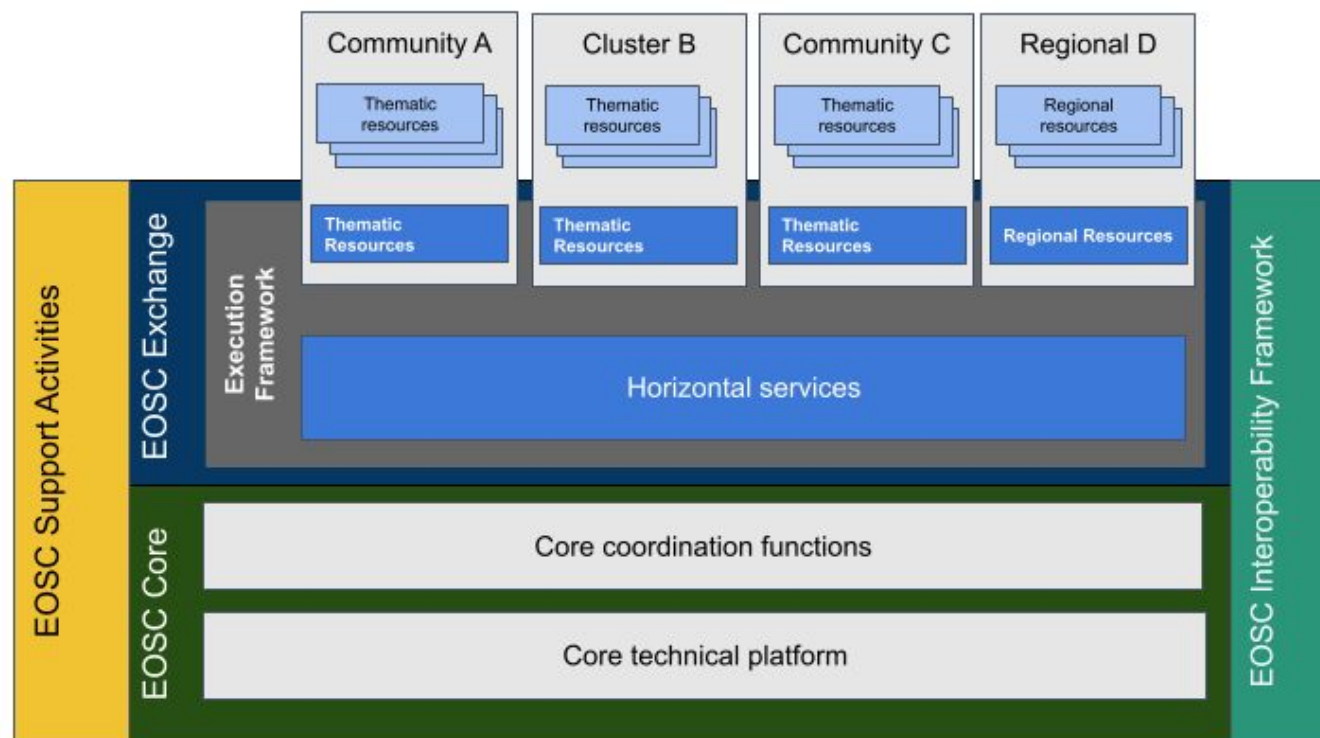 Community A
Cluster B
Community C
Regional D
Thematic
resources
Thematic
resources
Thematic
resources
Regional
resources
Thematic
Resources
Thematic
Resources
Thematic
Resources
Regional Resources
EOSC Support Activities
EOSC Exchange
Execution
Framework
Horizontal services
EOSC Interoperability Framework
EOSC Core
Core coordination functions
Core technical platform